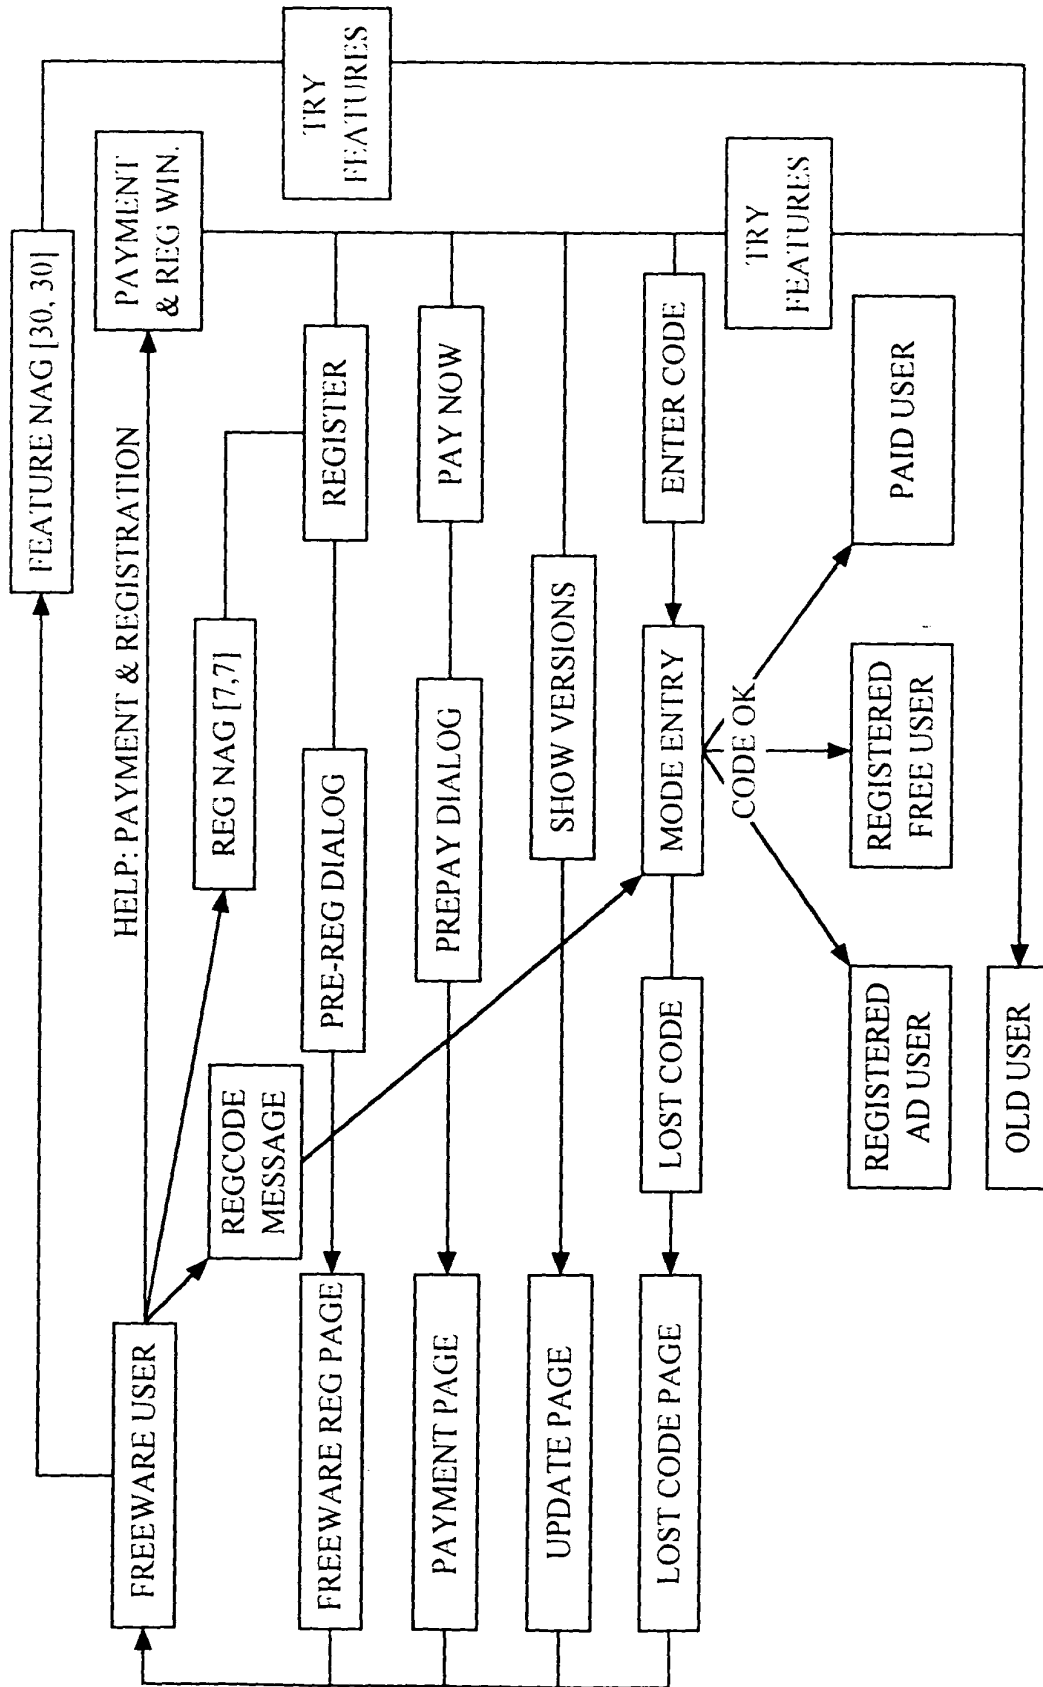 FREEWARE USER
FEATURE NAG [30, 30]
HELP: PAYMENT & REGISTRATION
PAYMENT
& REG WIN.
TRY
FEATURES
REG NAG [7,7]
REGCODE
MESSAGE
FREEWARE REG PAGE
PRE-REG DIALOG
REGISTER
PAYMENT PAGE
PREPAY DIALOG
PAY NOW
UPDATE PAGE
SHOW VERSIONS
LOST CODE PAGE
LOST CODE
MODE ENTRY
ENTER CODE
TRY
FEATURES
CODE OK
REGISTERED
AD USER
REGISTERED
FREE USER
PAID USER
OLD USER